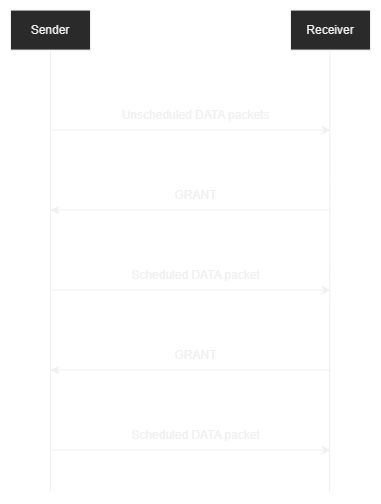 Sender
Receiver
Unscheduled DATA packets
GRANT
Scheduled DATA packet
GRANT
Scheduled DATA packet